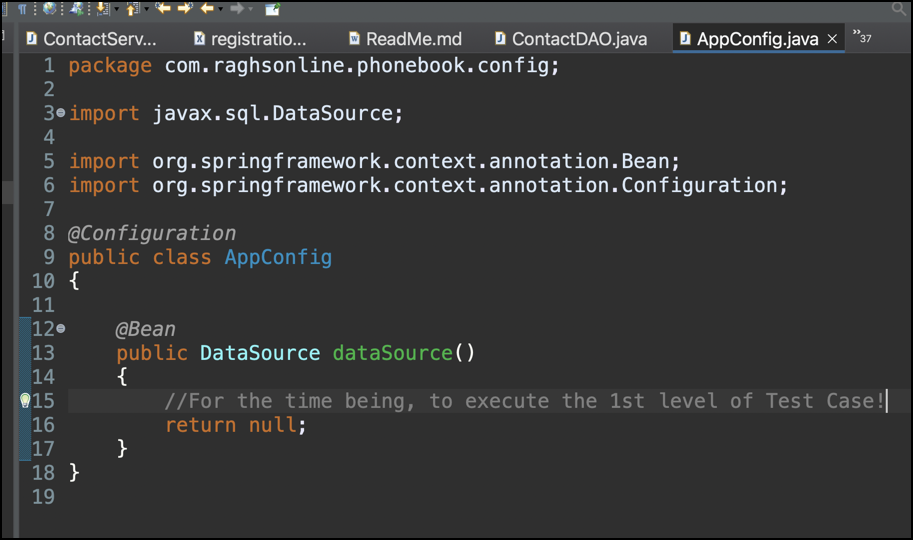 ContactServ... registratio... ReadMe.md ContactDAO.java AppConfig.java »37
1 package com.raghsonline.phonebook.config;
2
3 import javax.sql.DataSource;
4
5 import org.springframework.context.annotation.Bean;
6 import org.springframework.context.annotation.Configuration;
7
8 @Configuration
9 public class AppConfig
10 {
11
12 @Bean
13 public DataSource dataSource()
14 {
15 //For the time being, to execute the 1st level of Test Case!
16 return null;
17 }
18 }
19